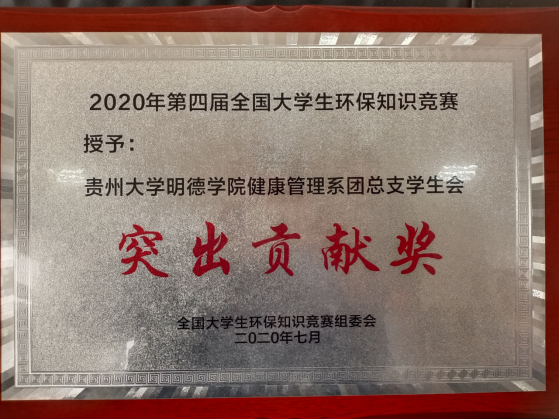 2020年第四届全国大学生环保知识竞赛
授予：
贵州大学明德学院健康管理系团总支学生会
突出贡献奖
全国大学生环保知识竞赛组委会
二〇二〇年七月